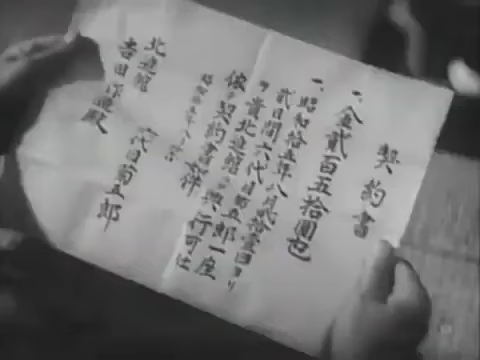 契約書
一、金貳百五拾圓也
一、昭和拾五年八月貳拾壹日ヨリ
貳日間六代目菊五郎一座
ヲ貴北進館ニテ興行可仕
依テ契約書如件
六代目菊五郎
北進館
吉田 殿